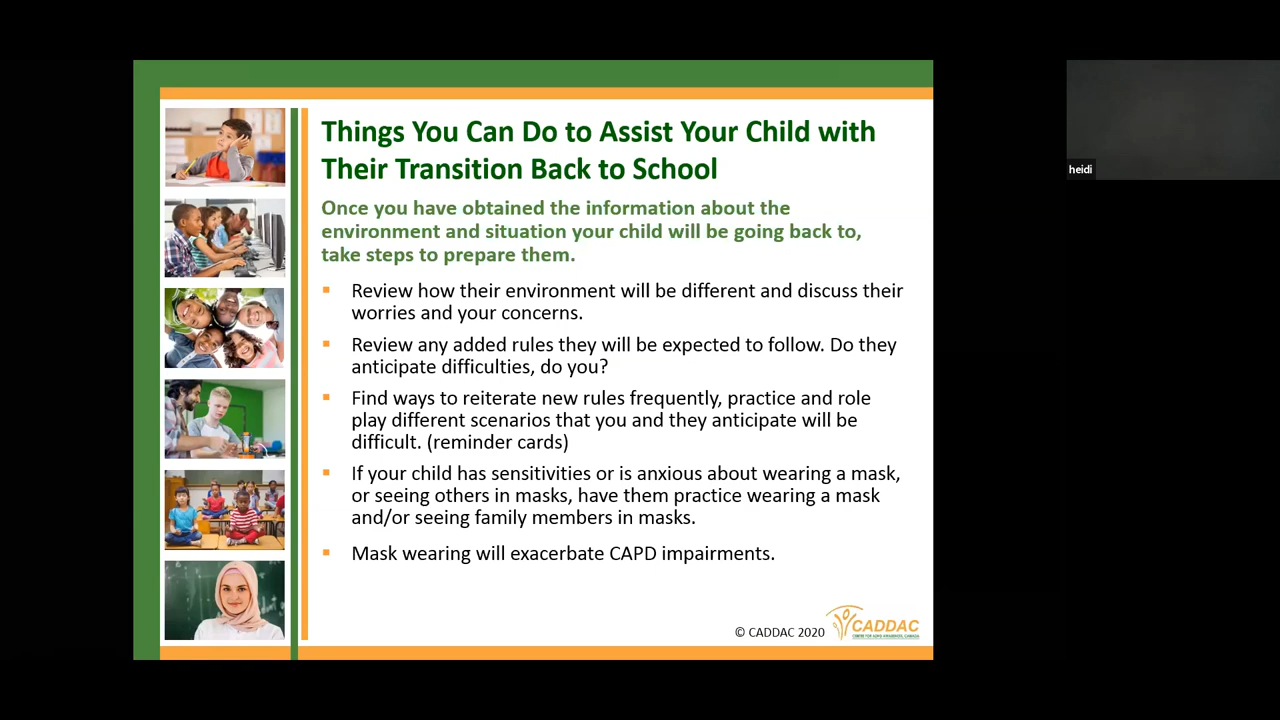 Things You Can Do to Assist Your Child with
Their Transition Back to School
Once you have obtained the information about the
environment and situation your child will be going back to,
take steps to prepare them.
Review how their environment will be different and discuss their
worries and your concerns.
Review any added rules they will be expected to follow. Do they
anticipate difficulties, do you?
Find ways to reiterate new rules frequently, practice and role
play different scenarios that you and they anticipate will be
difficult. (reminder cards)
If your child has sensitivities or is anxious about wearing a mask,
or seeing others in masks, have them practice wearing a mask
and/or seeing family members in masks.
Mask wearing will exacerbate CAPD impairments.
© CADDAC 2020
CADDAC
CENTRE FOR ADHD AWARENESS, CANADA
heidi